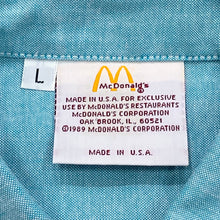 L
McDonald's
MADE IN U.S.A. FOR EXCLUSIVE
USE BY McDONALD'S RESTAURANTS
McDONALD'S CORPORATION
OAK BROOK, IL, 60521
©1989 McDONALD'S CORPORATION
MADE IN U.S.A.